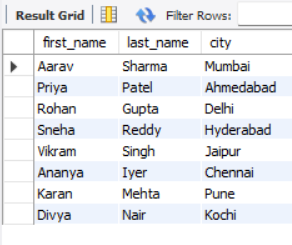 Result Grid Filter Rows:
first_name last_name city
Aarav Sharma Mumbai
Priya Patel Ahmedabad
Rohan Gupta Delhi
Sneha Reddy Hyderabad
Vikram Singh Jaipur
Ananya Iyer Chennai
Karan Mehta Pune
Divya Nair Kochi